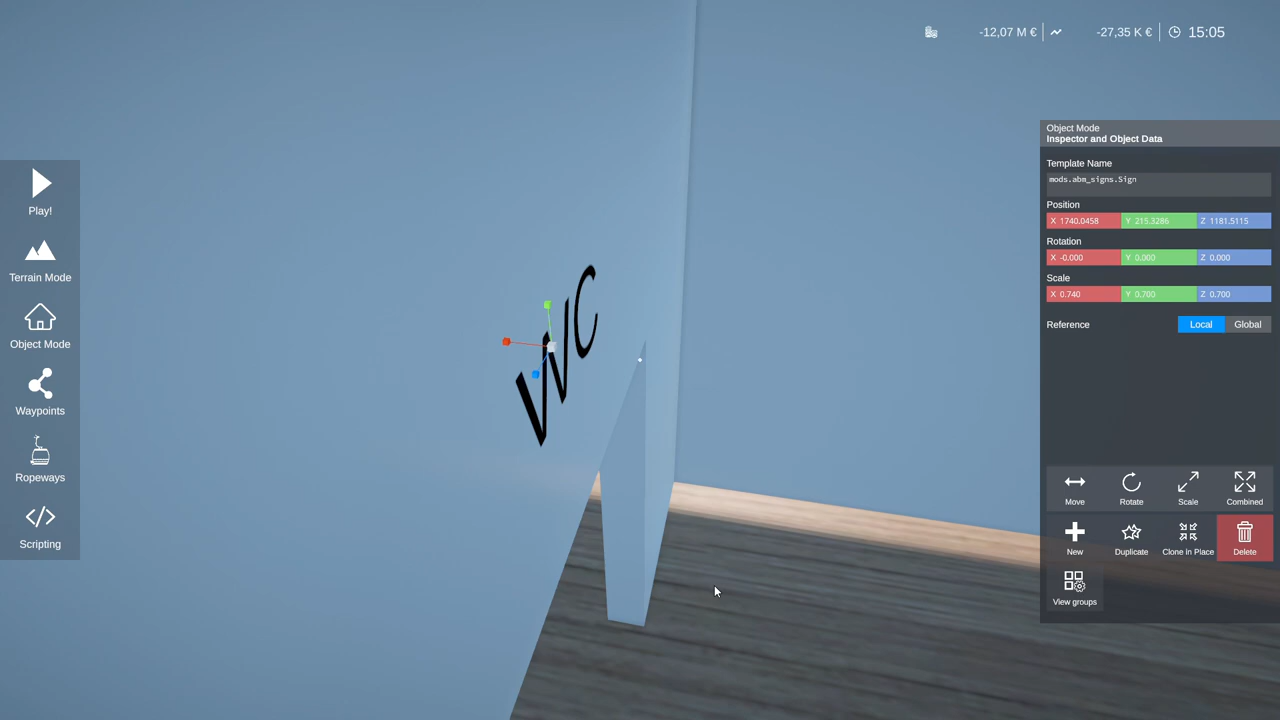 -12,07 M €
-27,35 K €
15:05
Play!
Terrain Mode
Object Mode
Waypoints
Ropeways
Scripting
Object Mode
Inspector and Object Data
Template Name
mods.abm_signs.Sign
Position
X 1740.0458 Y 215.3286 Z 1181.5115
Rotation
X -0.000 Y 0.000 Z 0.000
Scale
X 0.740 Y 0.700 Z 0.700
Reference Local Global
Move Rotate Scale Combined
New Duplicate Clone in Place Delete
View groups